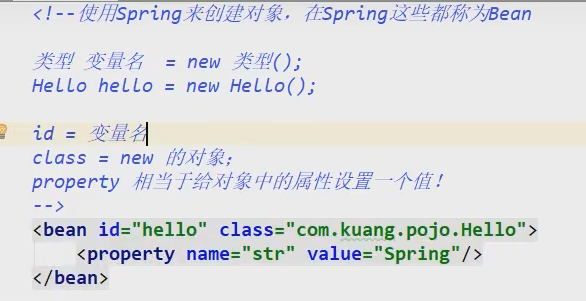 <!--使用Spring来创建对象，在Spring这些都称为Bean
类型 变量名 = new 类型();
Hello hello = new Hello();
id = 变量名
class = new 的对象;
property 相当于给对象中的属性设置一个值!
-->
<bean id="hello" class="com.kuang.pojo.Hello">
<property name="str" value="Spring"/>
</bean>